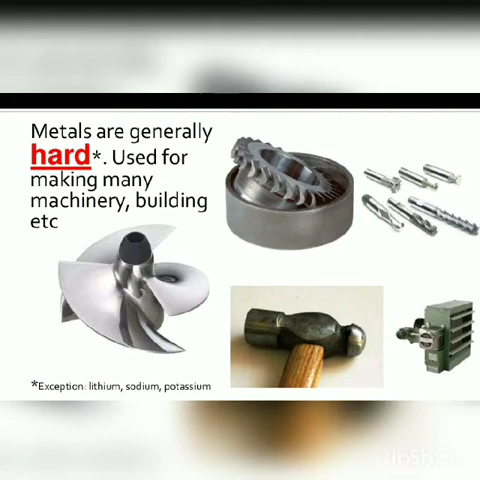 Metals are generally
hard*. Used for
making many
machinery, building
etc
*Exception: lithium, sodium, potassium
InShOt